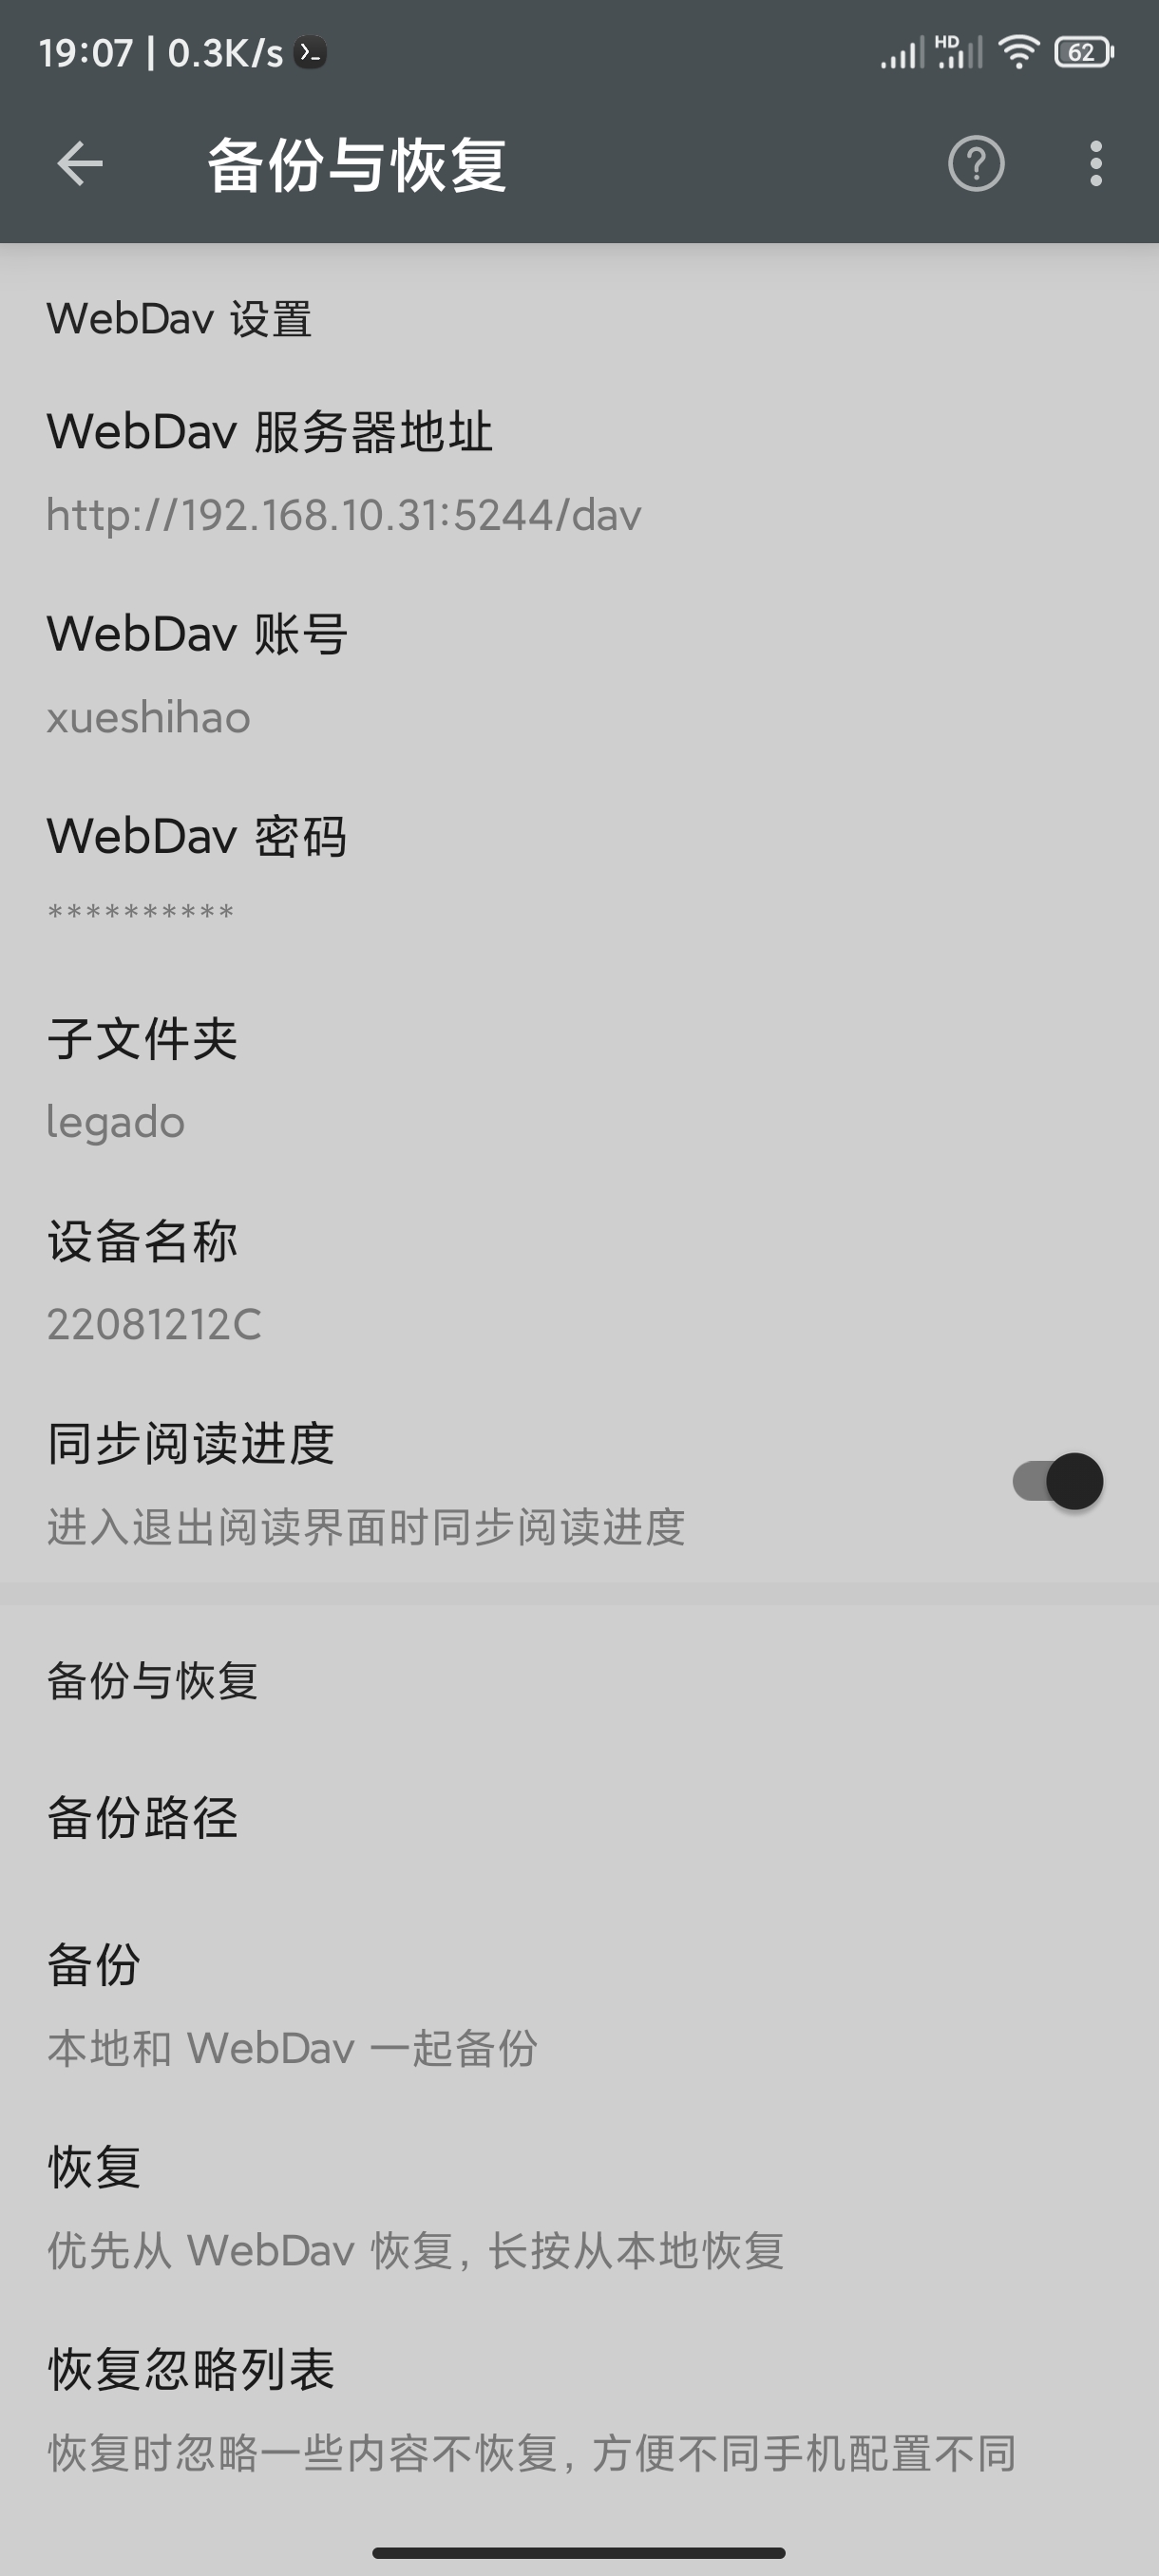 19:07 | 0.3K/s
HD
62
备份与恢复
WebDav 设置
WebDav 服务器地址
http://192.168.10.31:5244/dav
WebDav 账号
xueshihao
WebDav 密码
**********
子文件夹
legado
设备名称
22081212C
同步阅读进度
进入退出阅读界面时同步阅读进度
备份与恢复
备份路径
备份
本地和 WebDav 一起备份
恢复
优先从 WebDav 恢复, 长按从本地恢复
恢复忽略列表
恢复时忽略一些内容不恢复, 方便不同手机配置不同